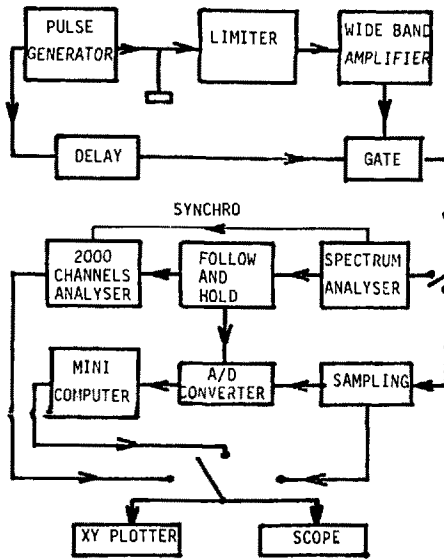 PULSE
GENERATOR
LIMITER
WIDE BAND
AMPLIFIER
DELAY
GATE
SYNCHRO
2000
CHANNELS
ANALYSER
FOLLOW
AND
HOLD
SPECTRUM
ANALYSER
MINI
COMPUTER
A/D
CONVERTER
SAMPLING
XY PLOTTER
SCOPE